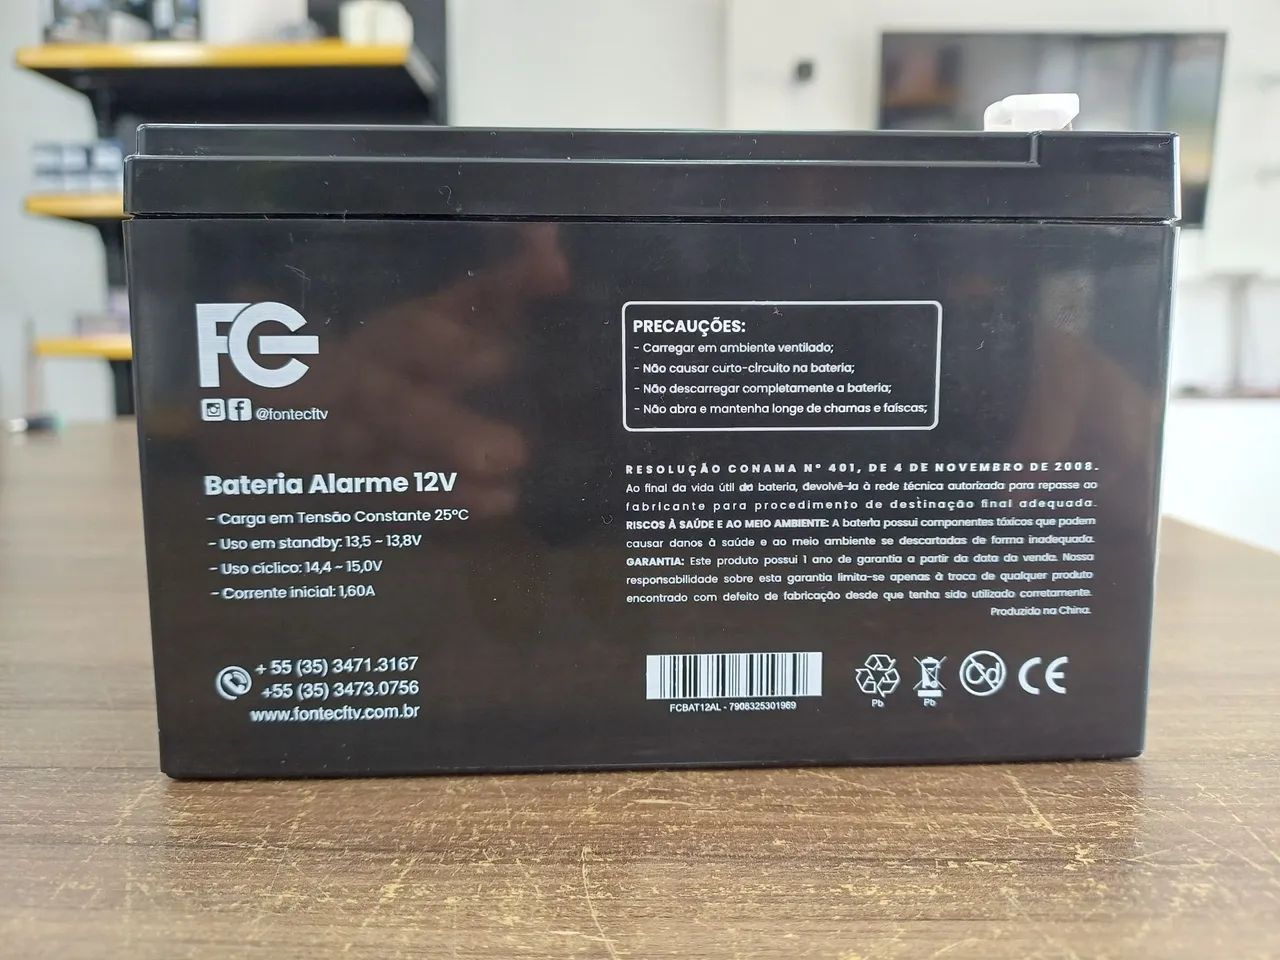 FC
@fontecftv
Bateria Alarme 12V
- Carga em Tensão Constante 25ºC
- Uso em standby: 13,5 ~ 13,8V
- Uso cíclico: 14,4 ~ 15,0V
- Corrente inicial: 1,60A
+ 55 (35) 3471.3167
+55 (35) 3473.0756
www.fontecftv.com.br
PRECAUÇÕES:
- Carregar em ambiente ventilado;
- Não causar curto-circuito na bateria;
- Não descarregar completamente a bateria;
- Não abra e mantenha longe de chamas e faíscas;
RESOLUÇÃO CONAMA Nº 401, DE 4 DE NOVEMBRO DE 2008.
Ao final da vida útil da bateria, devolvê-la à rede técnica autorizada para repasse ao
fabricante para procedimento de destinação final adequada.
RISCOS À SAÚDE E AO MEIO AMBIENTE: A bateria possui componentes tóxicos que podem
causar danos à saúde e ao meio ambiente se descartadas de forma inadequada.
GARANTIA: Este produto possui 1 ano de garantia a partir da data da venda. Nossa
responsabilidade sobre esta garantia limita-se apenas à troca de qualquer produto
encontrado com defeito de fabricação desde que tenha sido utilizado corretamente.
Produzido na China.
FCBAT12AL - 7908325301969
Pb
Pb
Cd
CE